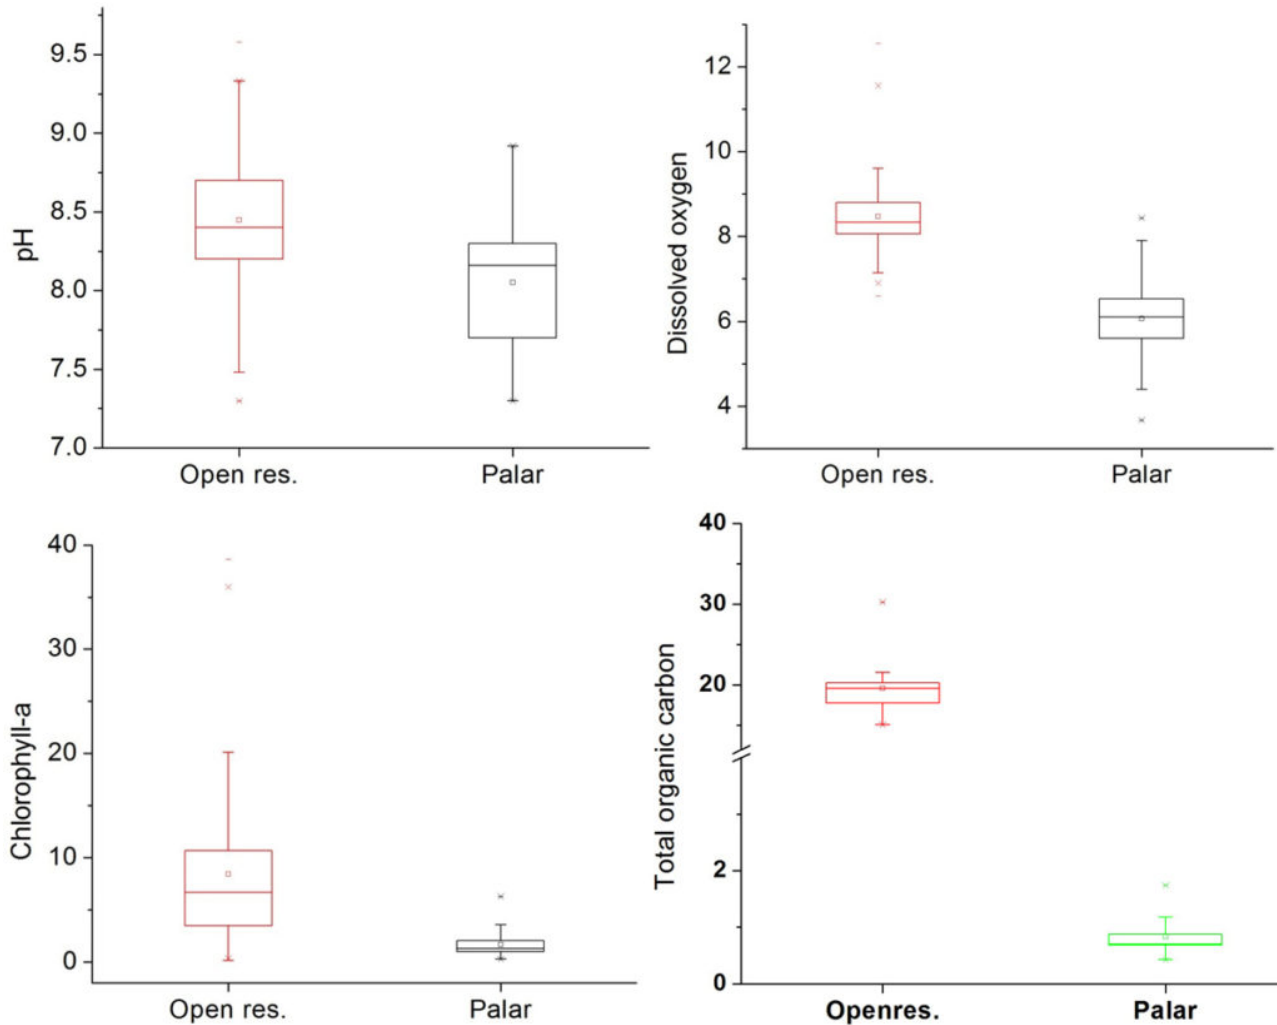 pH
9.5
9.0
8.5
8.0
7.5
7.0
Open res.
Palar
Dissolved oxygen
12
10
8
6
4
Open res.
Palar
Chlorophyll-a
40
30
20
10
0
Open res.
Palar
Total organic carbon
40
30
20
2
0
Openres.
Palar